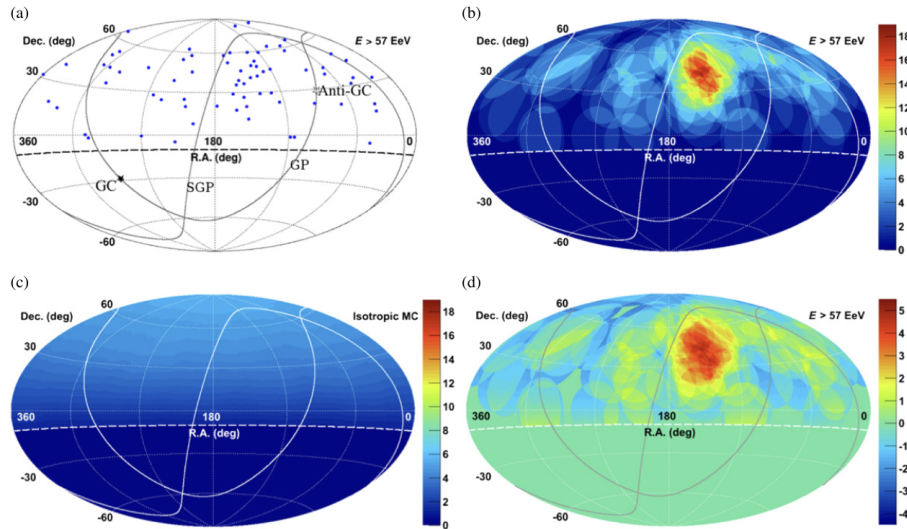 (a)
60
Dec. (deg)
E > 57 EeV
30
Anti-GC
360
180
0
R.A. (deg)
GP
GC
SGP
-30
-60
(b)
60
Dec. (deg)
E > 57 EeV
30
360
180
0
R.A. (deg)
-30
-60
18
16
14
12
10
8
6
4
2
0
(c)
60
Dec. (deg)
Isotropic MC
30
360
180
0
R.A. (deg)
-30
-60
18
16
14
12
10
8
6
4
2
0
(d)
60
Dec. (deg)
E > 57 EeV
30
360
180
0
R.A. (deg)
-30
-60
5
4
3
2
1
0
-1
-2
-3
-4